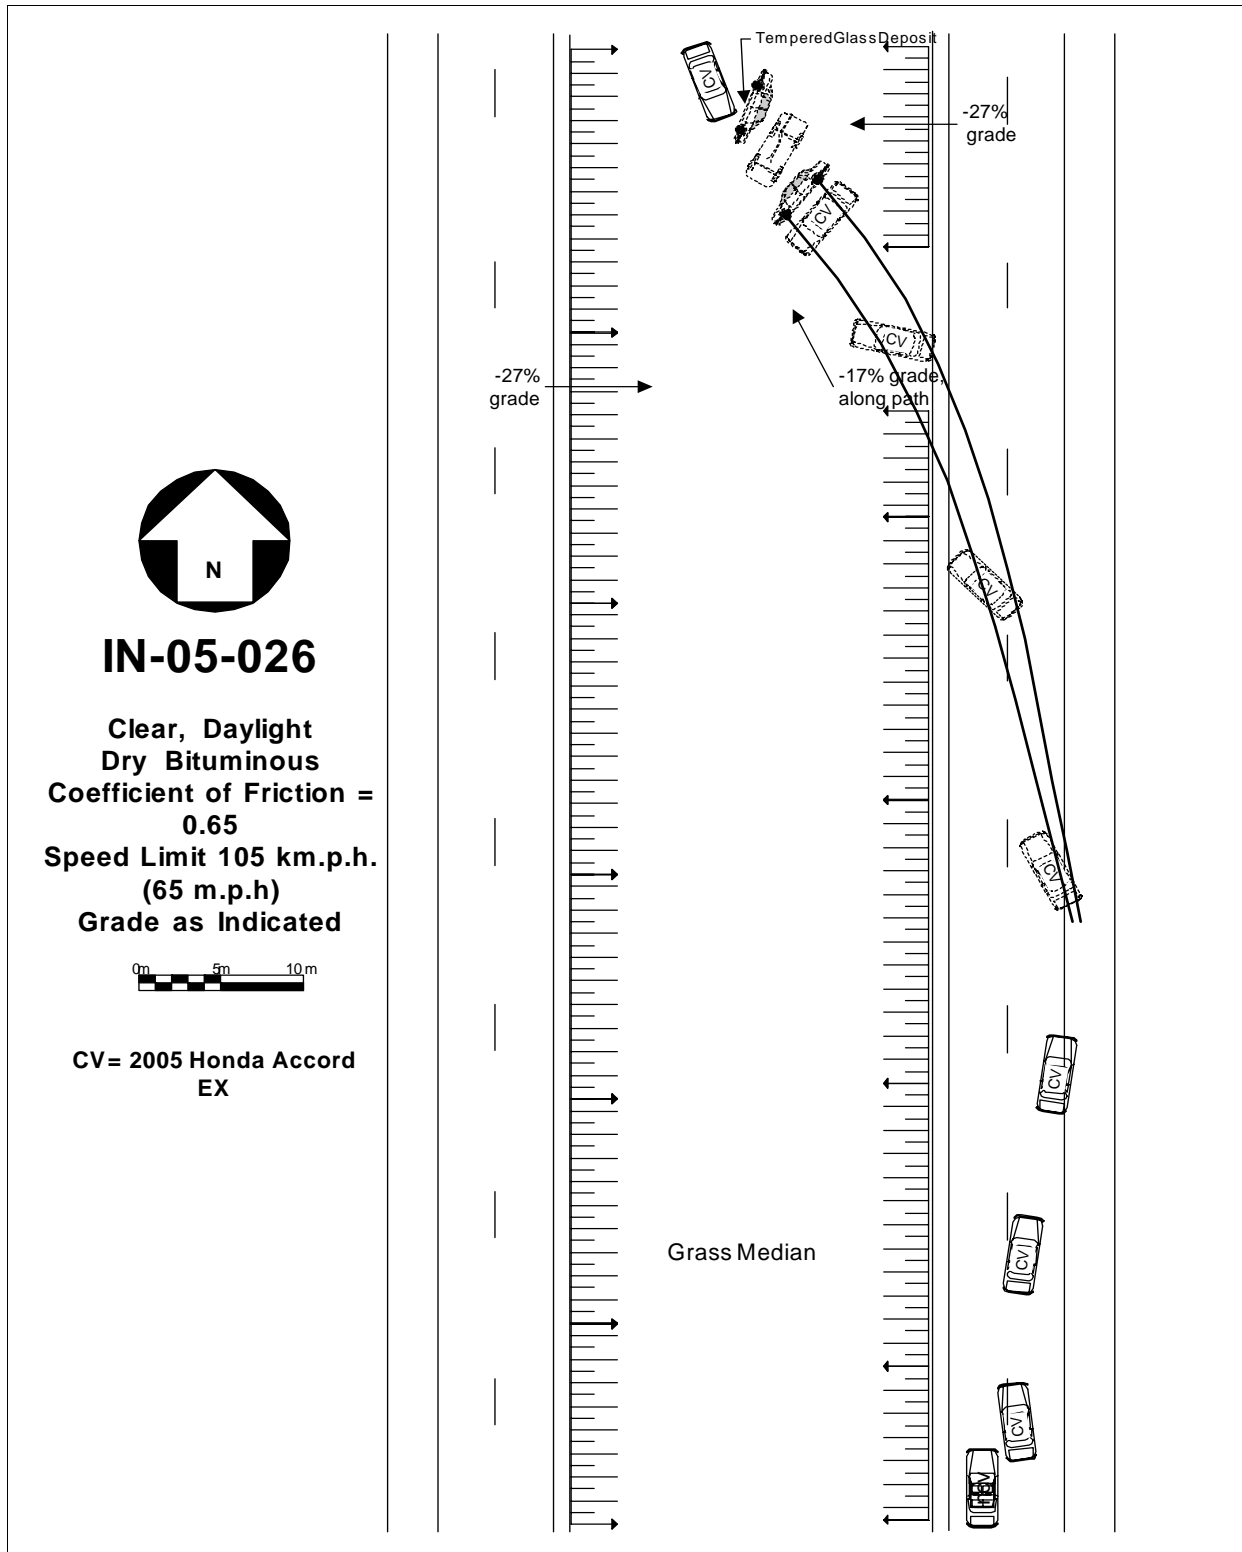 TemperedGlassDeposit
CV
-27%
grade
CV
CV
-27%
grade
-17% grade,
along path
N
CV
IN-05-026
Clear, Daylight
Dry Bituminous
Coefficient of Friction =
0.65
Speed Limit 105 km.p.h.
(65 m.p.h)
Grade as Indicated
CV
0m 5m 10 m
CV= 2005 Honda Accord
EX
CV
Grass Median
CV
CV